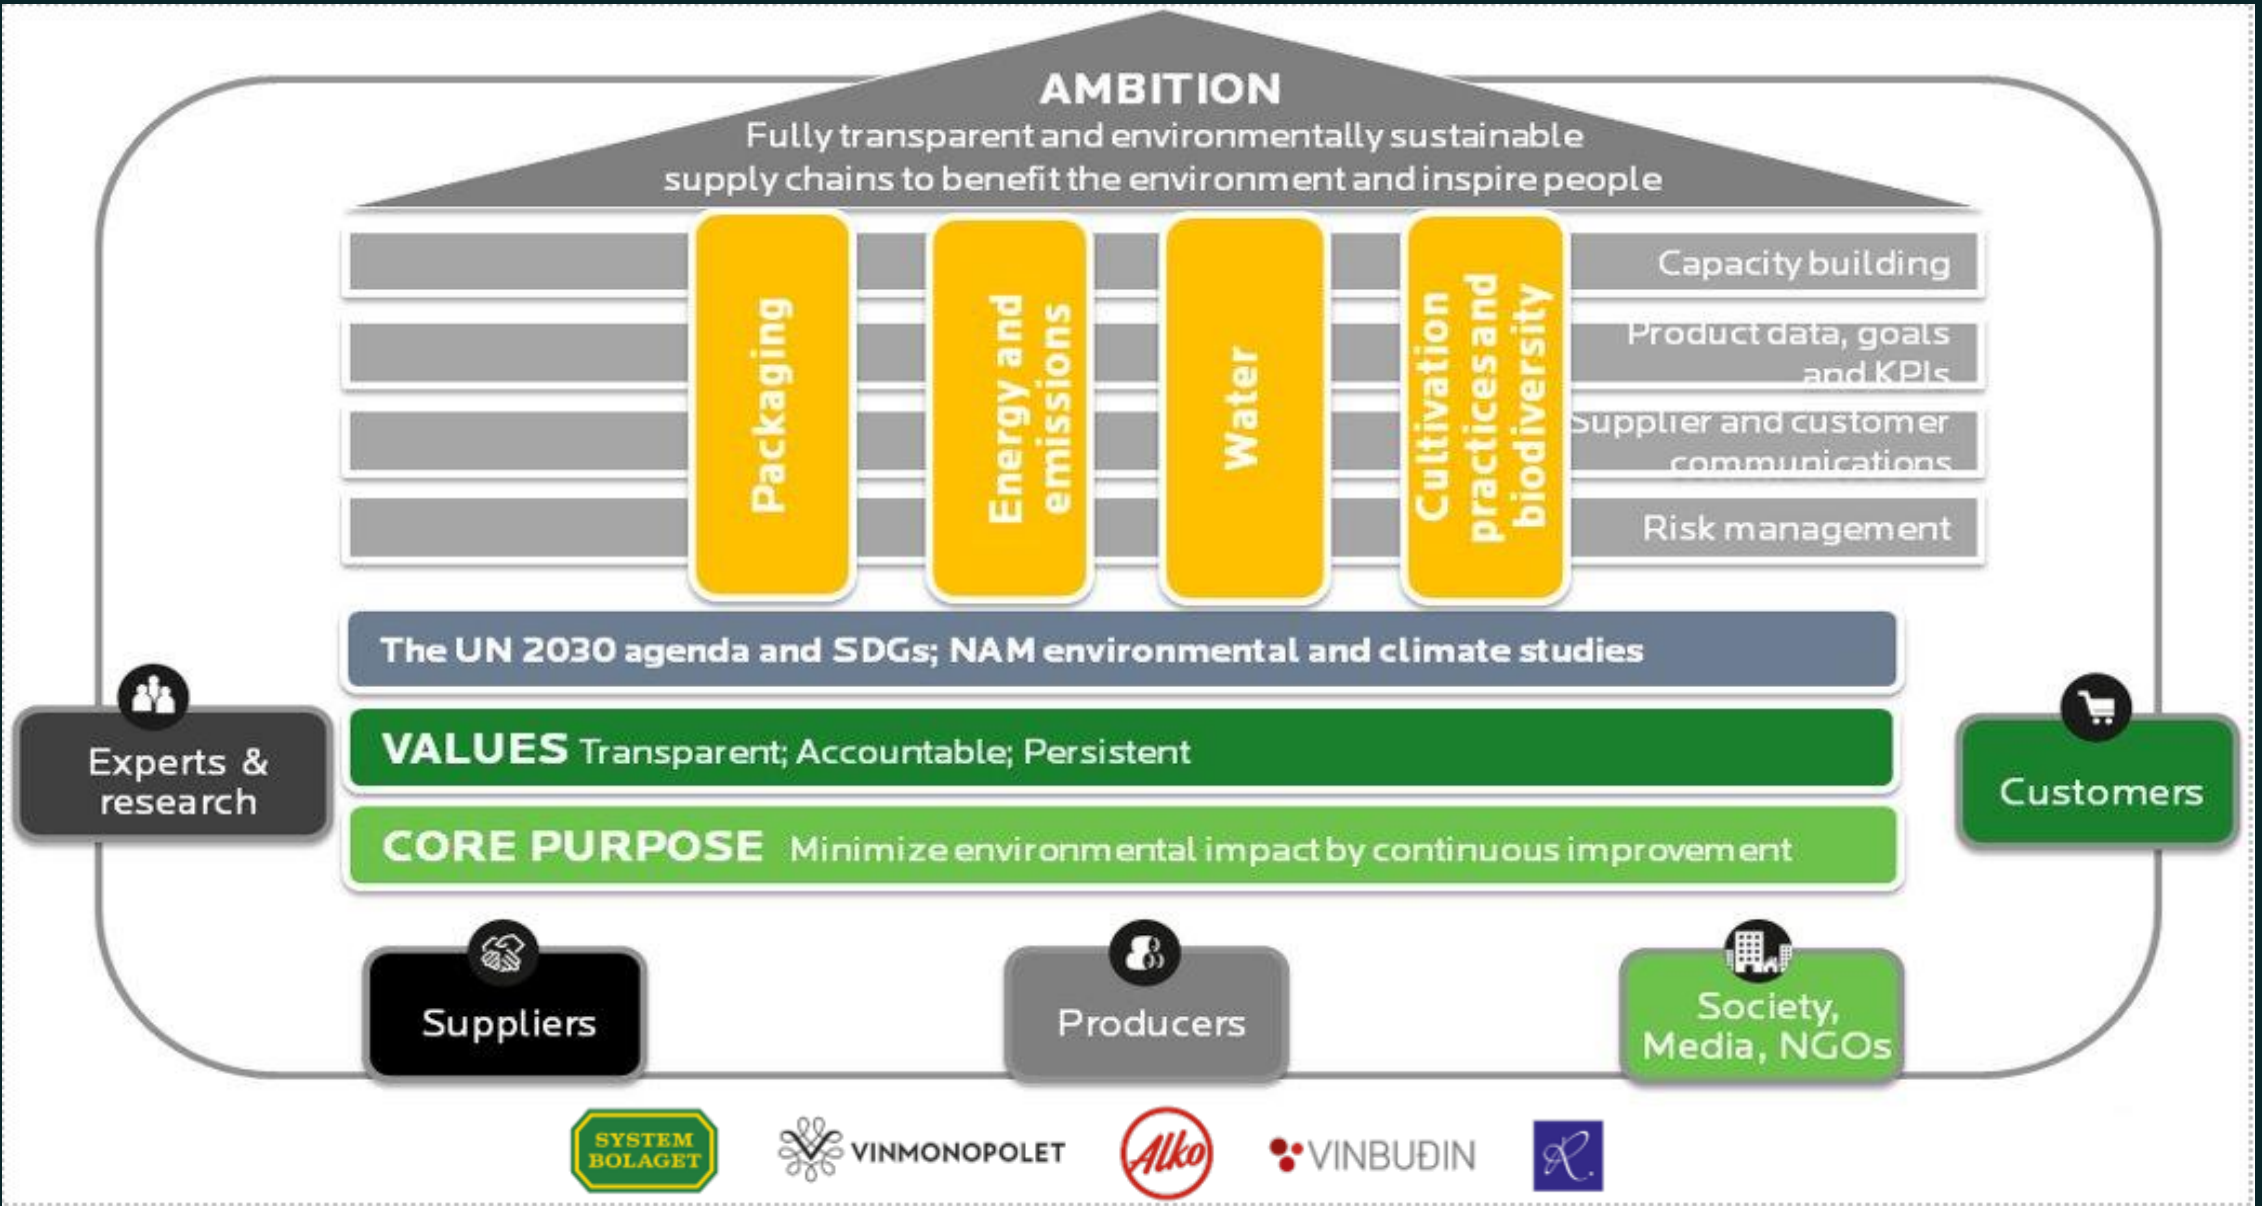 AMBITION
Fully transparent and environmentally sustainable
supply chains to benefit the environment and inspire people
Packaging
Energy and
emissions
Water
Cultivation
practices and
biodiversity
Capacity building
Product data, goals
and KPIs
Supplier and customer
communications
Risk management
The UN 2030 agenda and SDGs; NAM environmental and climate studies
VALUES Transparent; Accountable; Persistent
CORE PURPOSE Minimize environmental impact by continuous improvement
Experts &
research
Customers
Suppliers
Producers
Society,
Media, NGOs
SYSTEM
BOLAGET
VINMONOPOLET
Alko
VINBUÐIN
R.